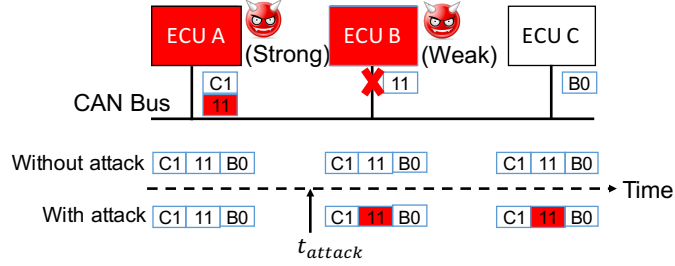 ECU A
(Strong)
ECU B
(Weak)
ECU C
C1
11
11
B0
CAN Bus
Without attack C1 11 B0 C1 11 B0 C1 11 B0
Time
With attack C1 11 B0 C1 11 B0 C1 11 B0
t_attack